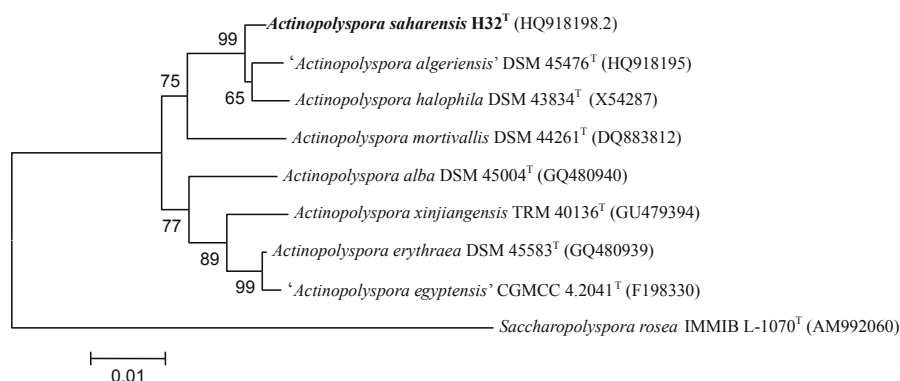 99
Actinopolyspora saharensis H32T (HQ918198.2)
75
65
‘Actinopolyspora algeriensis’ DSM 45476T (HQ918195)
Actinopolyspora halophila DSM 43834T (X54287)
Actinopolyspora mortivallis DSM 44261T (DQ883812)
77
Actinopolyspora alba DSM 45004T (GQ480940)
89
Actinopolyspora xinjiangensis TRM 40136T (GU479394)
99
Actinopolyspora erythraea DSM 45583T (GQ480939)
‘Actinopolyspora egyptensis’ CGMCC 4.2041T (F198330)
Saccharopolyspora rosea IMMIB L-1070T (AM992060)
0.01